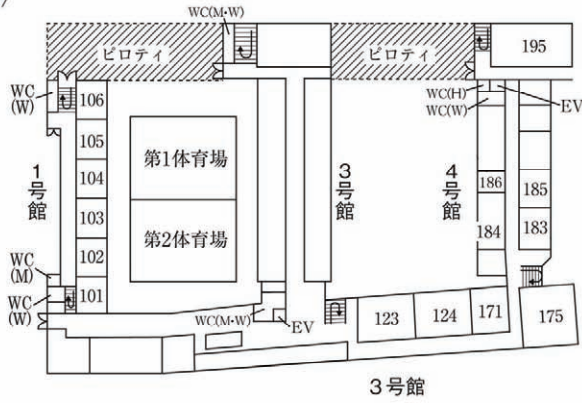 WC(M·W)
ピロティ
ピロティ
195
WC
(W)
106
WC(H)
EV
WC(W)
105
第1体育場
104
1号館
3号館
4号館
186
185
103
第2体育場
184
183
102
WC
(M)
WC
(W)
101
WC(M·W)
EV
123
124
171
175
3号館